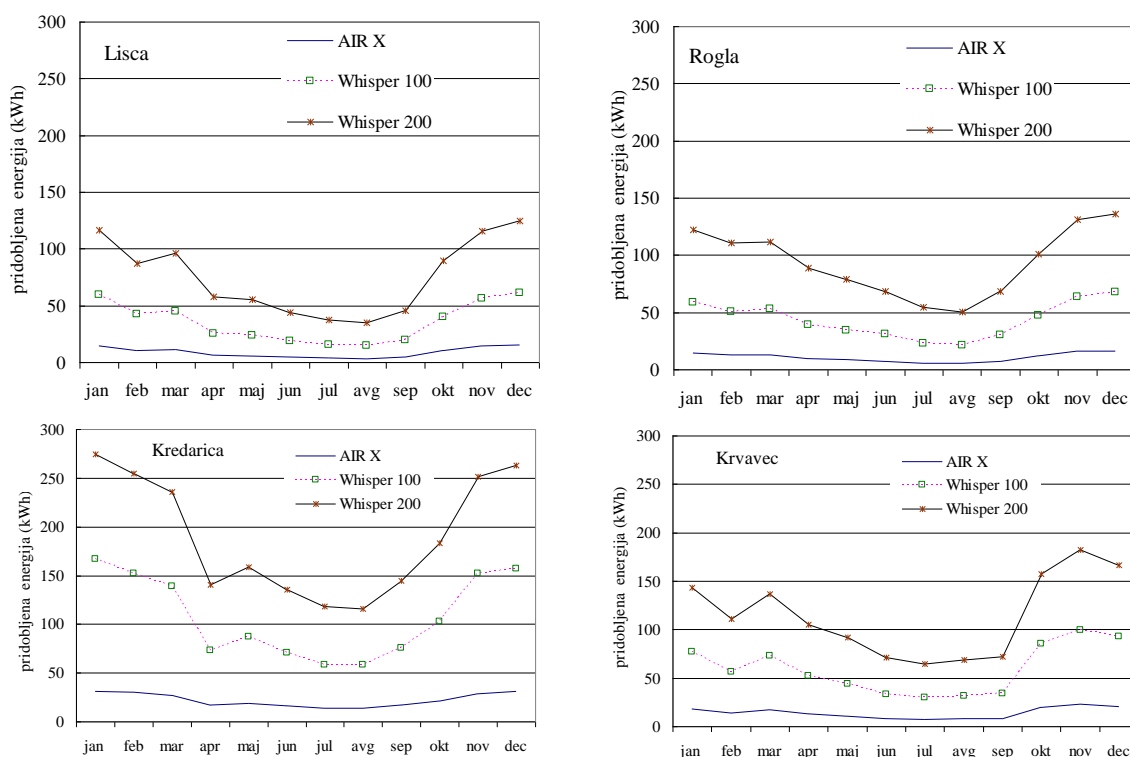 Lisca
AIR X
Whisper 100
Whisper 200
pridobljena energija (kWh)
300
250
200
150
100
50
0
jan feb mar apr maj jun jul avg sep okt nov dec
Rogla
AIR X
Whisper 100
Whisper 200
pridobljena energija (kWh)
300
250
200
150
100
50
0
jan feb mar apr maj jun jul avg sep okt nov dec
Kredarica
AIR X
Whisper 100
Whisper 200
pridobljena energija (kWh)
300
250
200
150
100
50
0
jan feb mar apr maj jun jul avg sep okt nov dec
Krvavec
AIR X
Whisper 100
Whisper 200
pridobljena energija (kWh)
300
250
200
150
100
50
0
jan feb mar apr maj jun jul avg sep okt nov dec